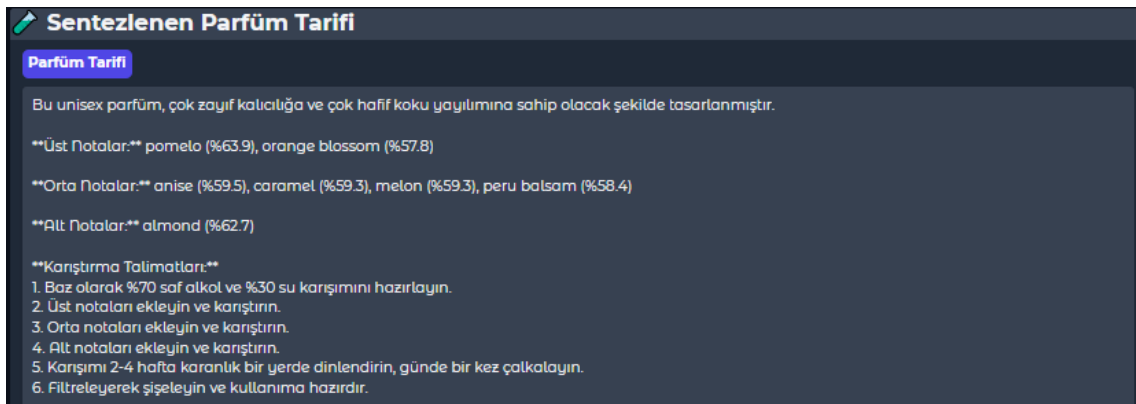 Sentezlenen Parfüm Tarifi
Parfüm Tarifi
Bu unisex parfüm, çok zayıf kalıcılığa ve çok hafif koku yayılımına sahip olacak şekilde tasarlanmıştır.
**Üst Notalar:** pomelo (%63.9), orange blossom (%57.8)
**Orta Notalar:** anise (%59.5), caramel (%59.3), melon (%59.3), peru balsam (%58.4)
**Alt Notalar:** almond (%62.7)
**Karıştırma Talimatları:**
1. Baz olarak %70 saf alkol ve %30 su karışımını hazırlayın.
2. Üst notaları ekleyin ve karıştırın.
3. Orta notaları ekleyin ve karıştırın.
4. Alt notaları ekleyin ve karıştırın.
5. Karışımı 2-4 hafta karanlık bir yerde dinlendirin, günde bir kez çalkalayın.
6. Filtreleyerek şişeleyin ve kullanıma hazırdır.